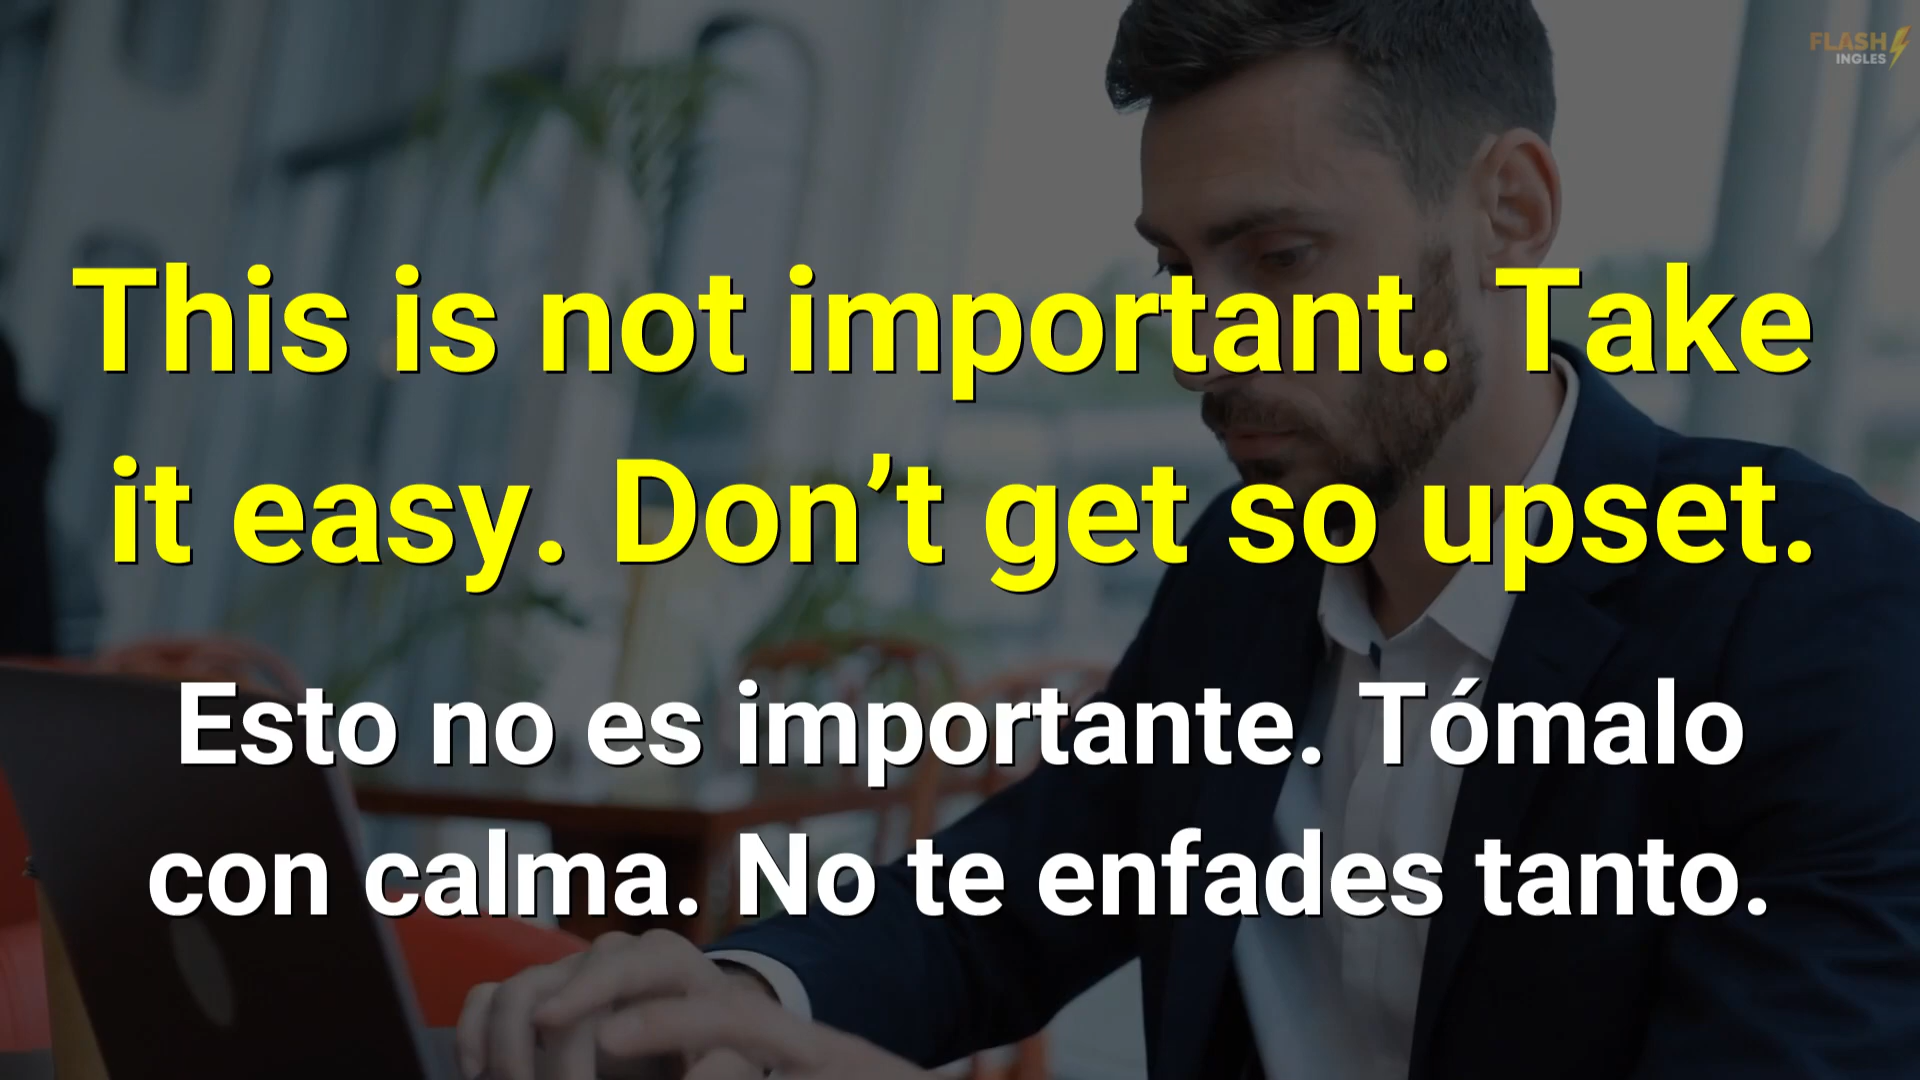 FLASH
INGLES
This is not important. Take
it easy. Don’t get so upset.
Esto no es importante. Tómalo
con calma. No te enfades tanto.